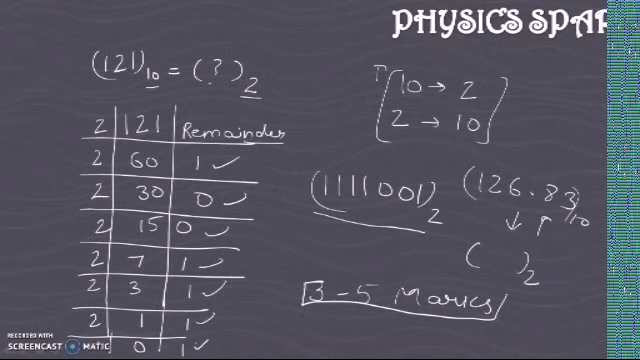 PHYSICS SPAR
(121)10 = (?)2
10 → 2
2 → 10
2 | 121 | Remainder
2 | 60 | 1 ✓
2 | 30 | 0 ✓
2 | 15 | 0 ✓
2 | 7 | 1 ✓
2 | 3 | 1 ✓
2 | 1 | 1 ✓
0 | 1 ✓
(1111001)2
(126.83)10
↓ ↑
( )2
3-5 Marks
RECORDED WITH
SCREENCAST MATIC